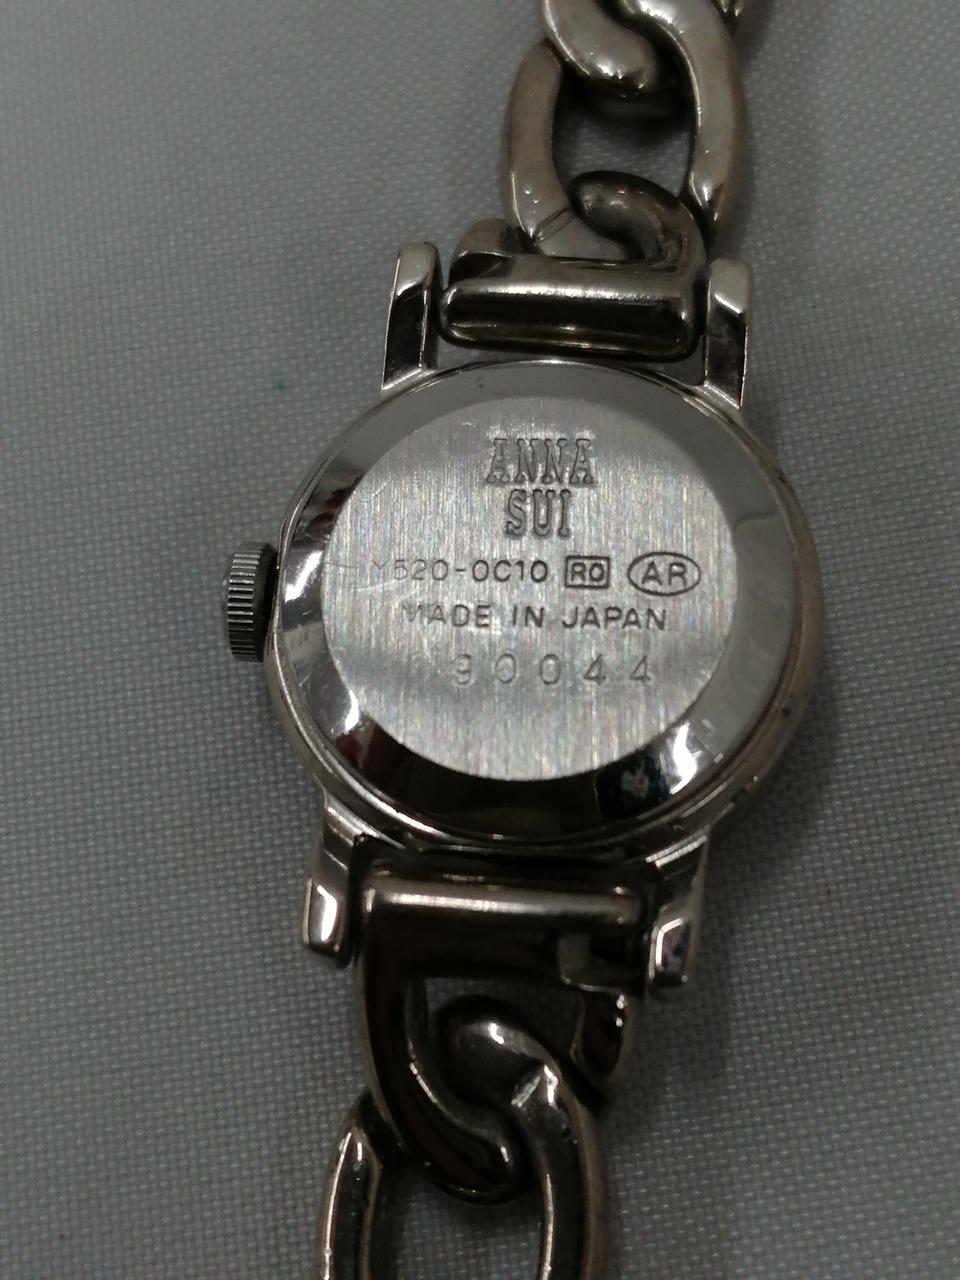 ANNA
SUI
Y520-0C10 RO AR
MADE IN JAPAN
90044